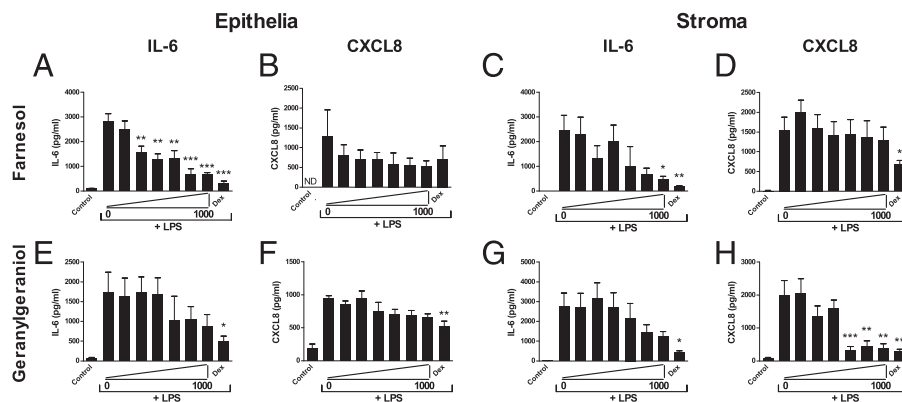 Epithelia
Stroma
IL-6
CXCL8
IL-6
CXCL8
Farnesol
A
IL-6 (pg/ml)
4000
3000
2000
1000
0
** ** ** *** *** ***
Control
0
1000
Dex
+ LPS
B
CXCL8 (pg/ml)
2500
2000
1500
1000
500
0
ND
Control
0
1000
Dex
+ LPS
C
IL-6 (pg/ml)
4000
3000
2000
1000
0
* **
Control
0
1000
Dex
+ LPS
D
CXCL8 (pg/ml)
2500
2000
1500
1000
500
0
*
Control
0
1000
Dex
+ LPS
Geranylgeraniol
E
IL-6 (pg/ml)
2500
2000
1500
1000
500
0
*
Control
0
1000
Dex
+ LPS
F
CXCL8 (pg/ml)
1500
1000
500
0
**
Control
0
1000
Dex
+ LPS
G
IL-6 (pg/ml)
5000
4000
3000
2000
1000
0
*
Control
0
1000
Dex
+ LPS
H
CXCL8 (pg/ml)
3000
2000
1000
0
*** ** ** **
Control
0
1000
Dex
+ LPS